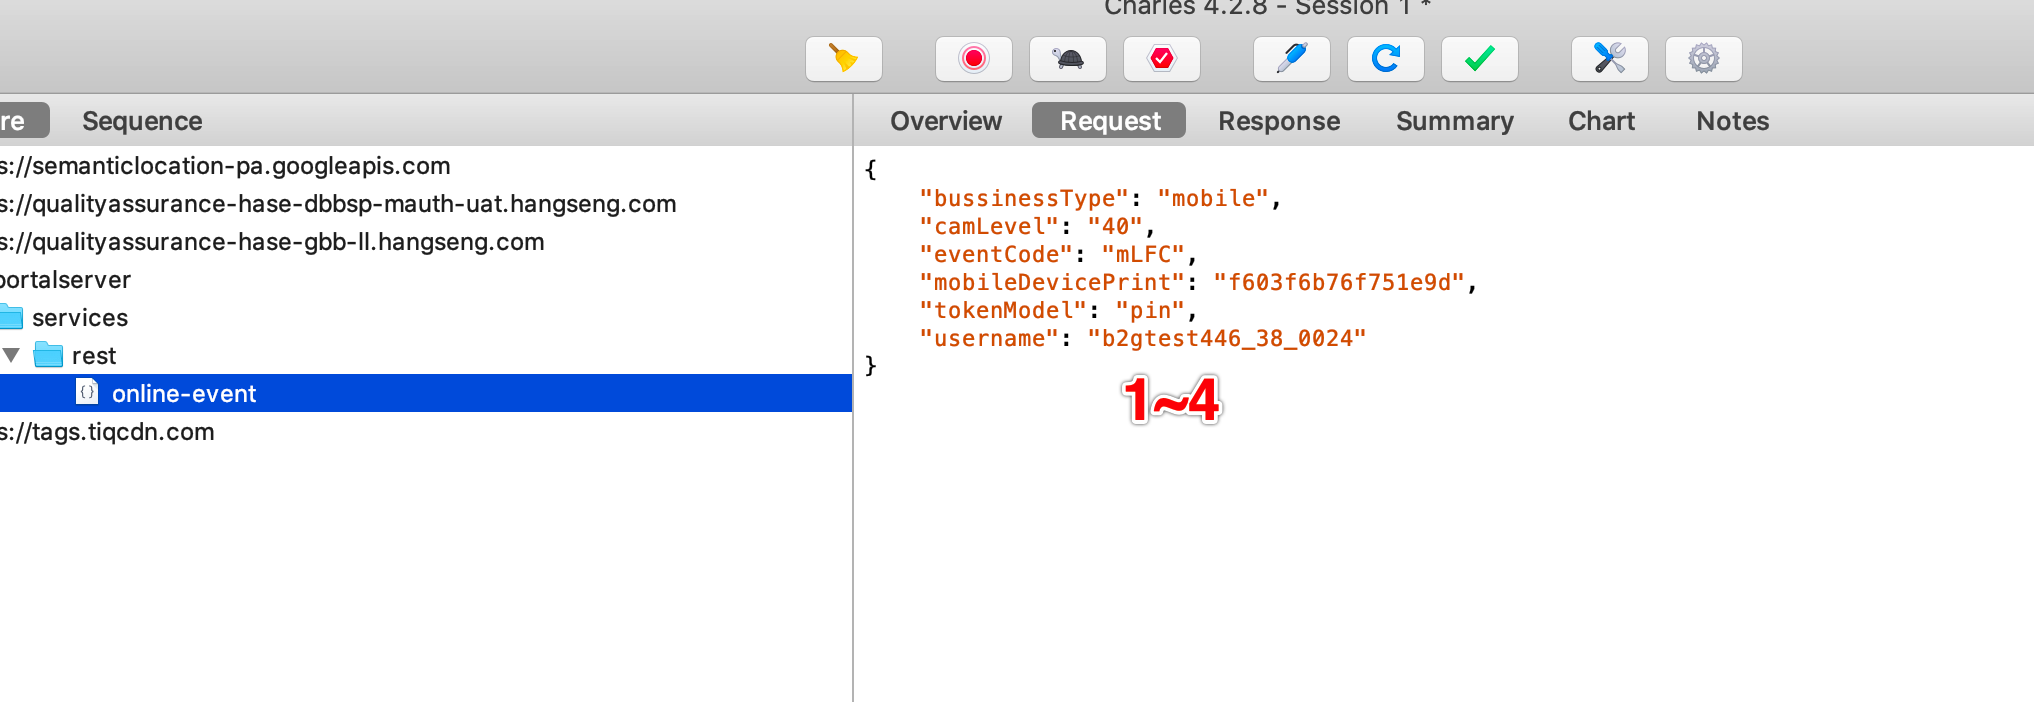 Charles 4.2.8 - Session 1 *
re Sequence
Overview Request Response Summary Chart Notes
s://semanticlocation-pa.googleapis.com
s://qualityassurance-hase-dbbsp-mauth-uat.hangseng.com
s://qualityassurance-hase-gbb-ll.hangseng.com
portalserver
services
rest
{} online-event
s://tags.tiqcdn.com
{
"bussinessType": "mobile",
"camLevel": "40",
"eventCode": "mLFC",
"mobileDevicePrint": "f603f6b76f751e9d",
"tokenModel": "pin",
"username": "b2gtest446_38_0024"
}
1~4